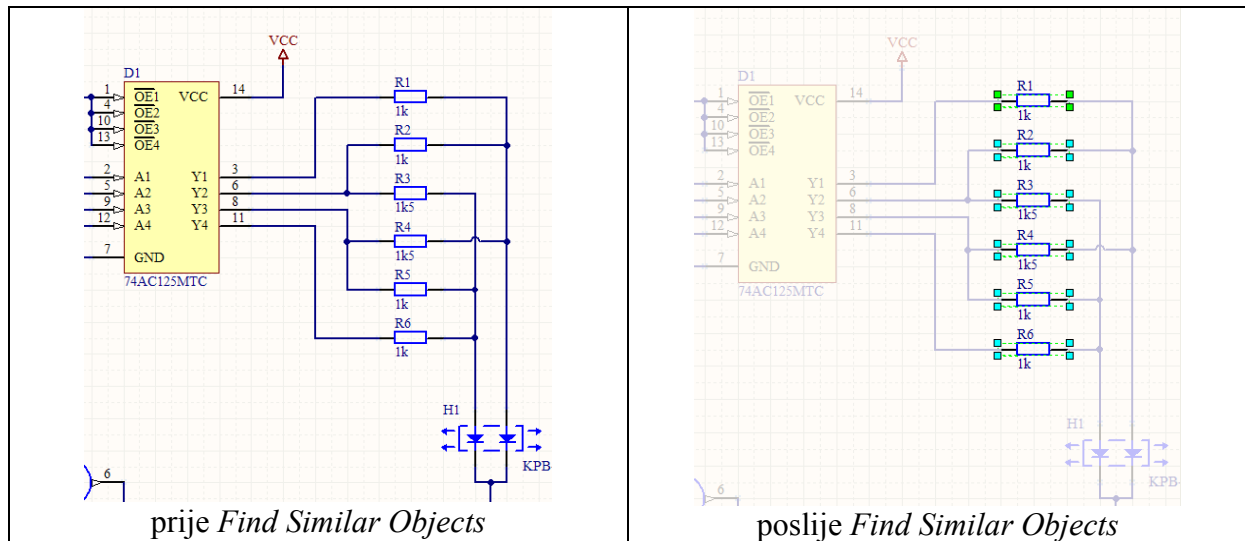 VCC
D1
1 OE1 VCC 14
4 OE2
10 OE3
13 OE4
2 A1 Y1 3
5 A2 Y2 6
9 A3 Y3 8
12 A4 Y4 11
7 GND
74AC125MTC
R1
1k
R2
1k
R3
1k5
R4
1k5
R5
1k
R6
1k
H1
KPB
6
prije Find Similar Objects
VCC
D1
1 OE1 VCC 14
4 OE2
10 OE3
13 OE4
2 A1 Y1 3
5 A2 Y2 6
9 A3 Y3 8
12 A4 Y4 11
7 GND
74AC125MTC
R1
1k
R2
1k
R3
1k5
R4
1k5
R5
1k
R6
1k
H1
KPB
6
poslije Find Similar Objects